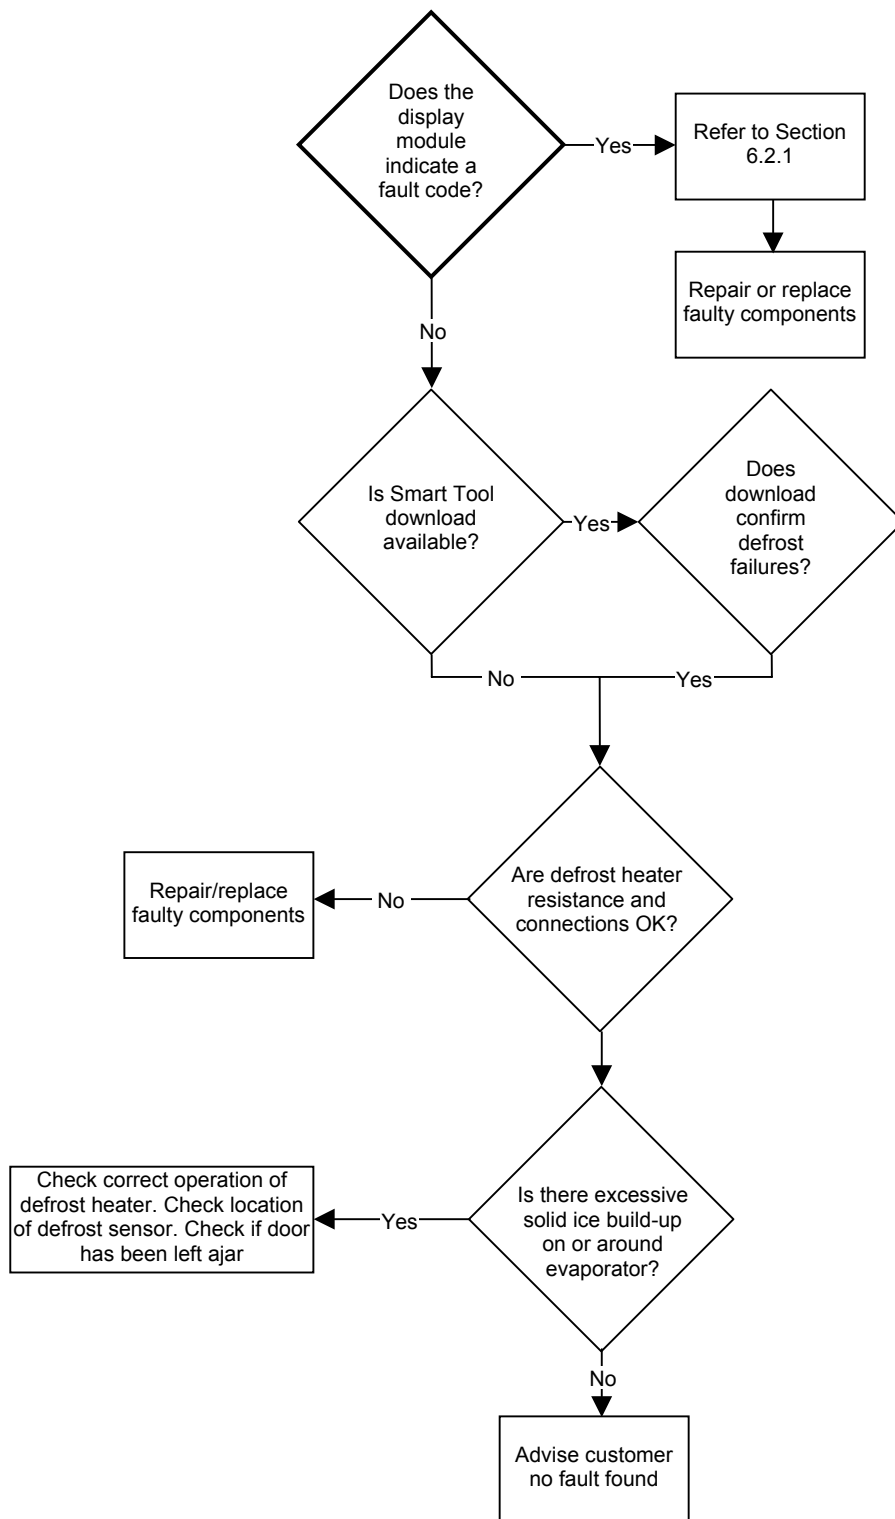 Does the
display
module
indicate a
fault code?
Yes
Refer to Section
6.2.1
Repair or replace
faulty components
No
Is Smart Tool
download
available?
Yes
Does
download
confirm
defrost
failures?
No
Yes
Are defrost heater
resistance and
connections OK?
No
Repair/replace
faulty components
Is there excessive
solid ice build-up
on or around
evaporator?
Yes
Check correct operation of
defrost heater. Check location
of defrost sensor. Check if door
has been left ajar
No
Advise customer
no fault found